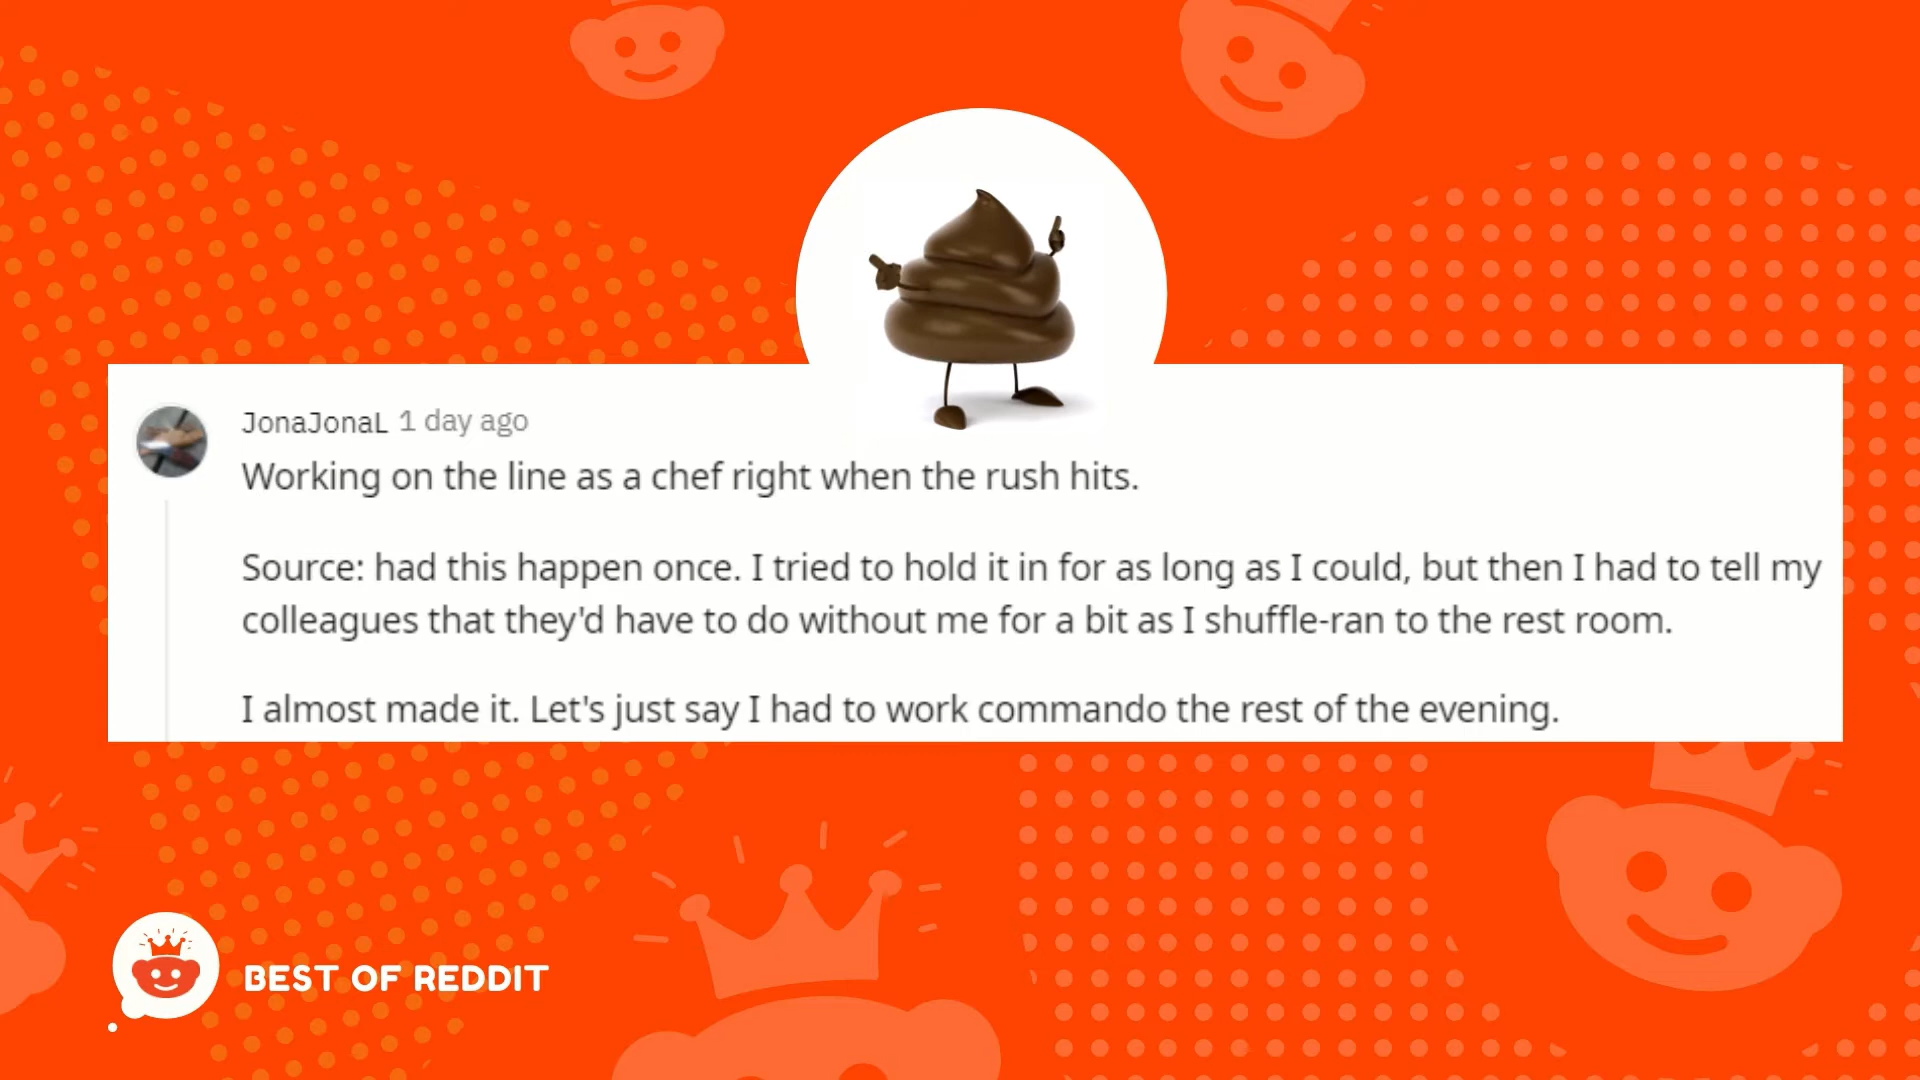 JonaJonaL 1 day ago
Working on the line as a chef right when the rush hits.
Source: had this happen once. I tried to hold it in for as long as I could, but then I had to tell my
colleagues that they'd have to do without me for a bit as I shuffle-ran to the rest room.
I almost made it. Let's just say I had to work commando the rest of the evening.
BEST OF REDDIT